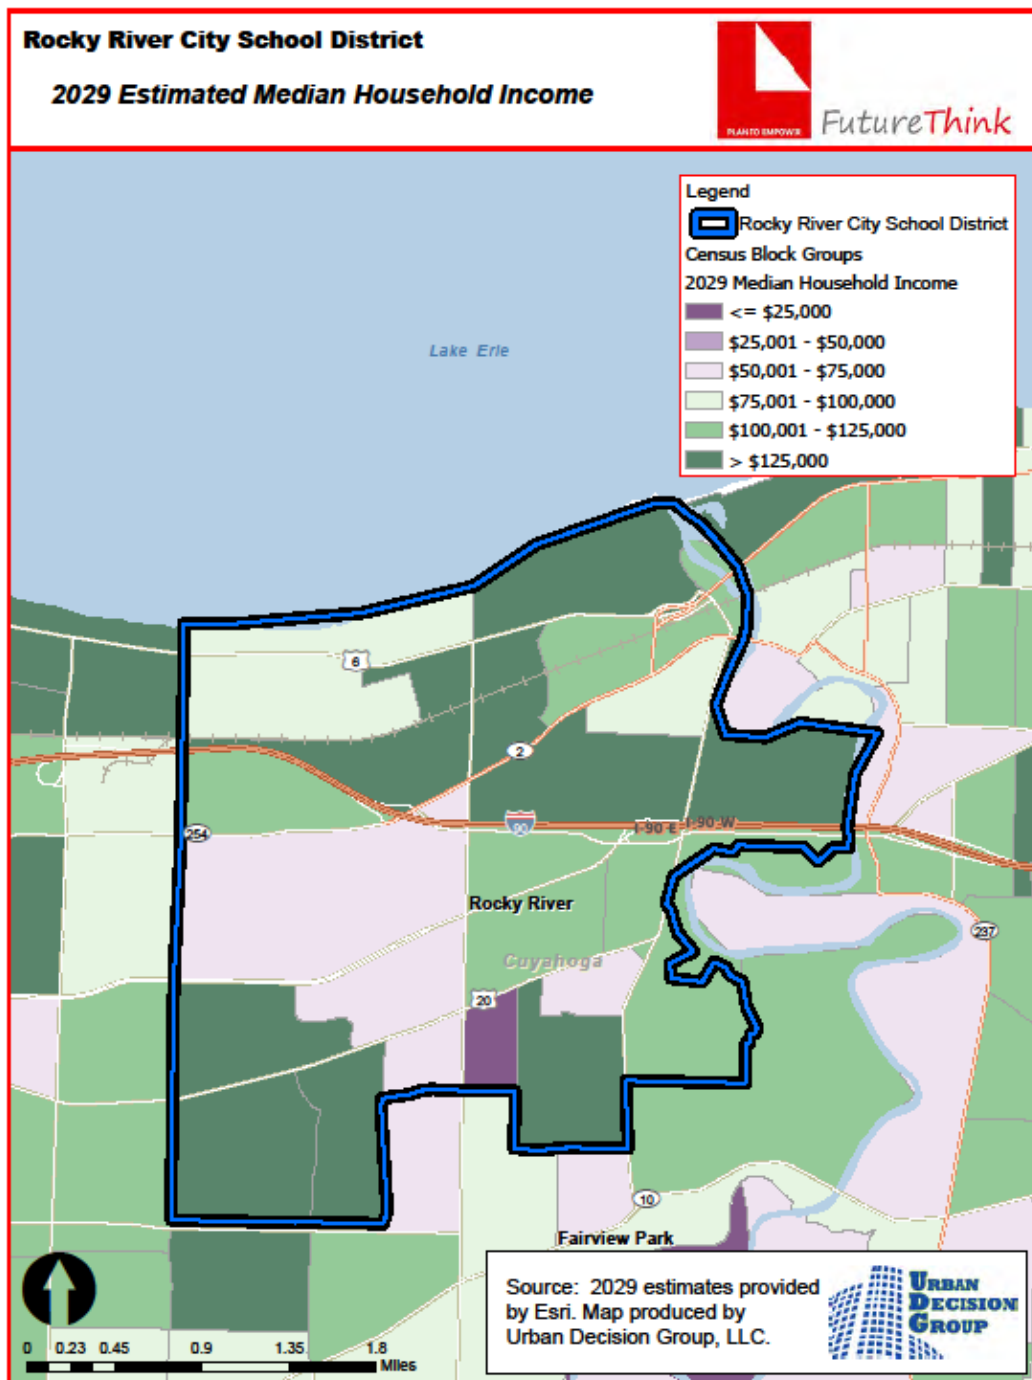 Rocky River City School District
2029 Estimated Median Household Income
PLAN TO EMPOWER
FutureThink
Legend
Rocky River City School District
Census Block Groups
2029 Median Household Income
<= $25,000
$25,001 - $50,000
$50,001 - $75,000
$75,001 - $100,000
$100,001 - $125,000
> $125,000
Lake Erie
6
2
90
I-90 E
I-90 W
254
Rocky River
237
Cuyahoga
20
10
Fairview Park
0 0.23 0.45 0.9 1.35 1.8
Miles
Source: 2029 estimates provided
by Esri. Map produced by
Urban Decision Group, LLC.
URBAN
DECISION
GROUP